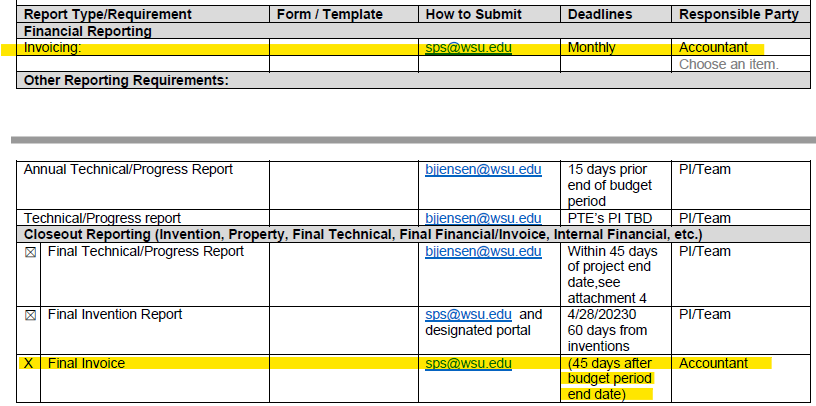 Report Type/Requirement Form / Template How to Submit Deadlines Responsible Party
Financial Reporting
Invoicing: sps@wsu.edu Monthly Accountant
Choose an item.
Other Reporting Requirements:
Annual Technical/Progress Report bjjensen@wsu.edu 15 days prior PI/Team
end of budget
period
Technical/Progress report bjjensen@wsu.edu PTE's PI TBD PI/Team
Closeout Reporting (Invention, Property, Final Technical, Final Financial/Invoice, Internal Financial, etc.)
☒ Final Technical/Progress Report bjjensen@wsu.edu Within 45 days PI/Team
of project end
date,see
attachment 4
☒ Final Invention Report sps@wsu.edu and 4/28/20230 PI/Team
designated portal 60 days from
inventions
X Final Invoice sps@wsu.edu (45 days after Accountant
budget period
end date)